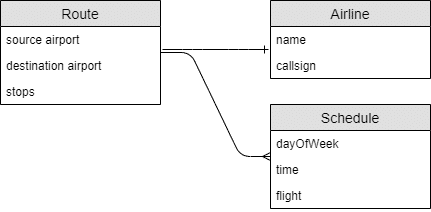 Route
source airport
destination airport
stops
Airline
name
callsign
Schedule
dayOfWeek
time
flight